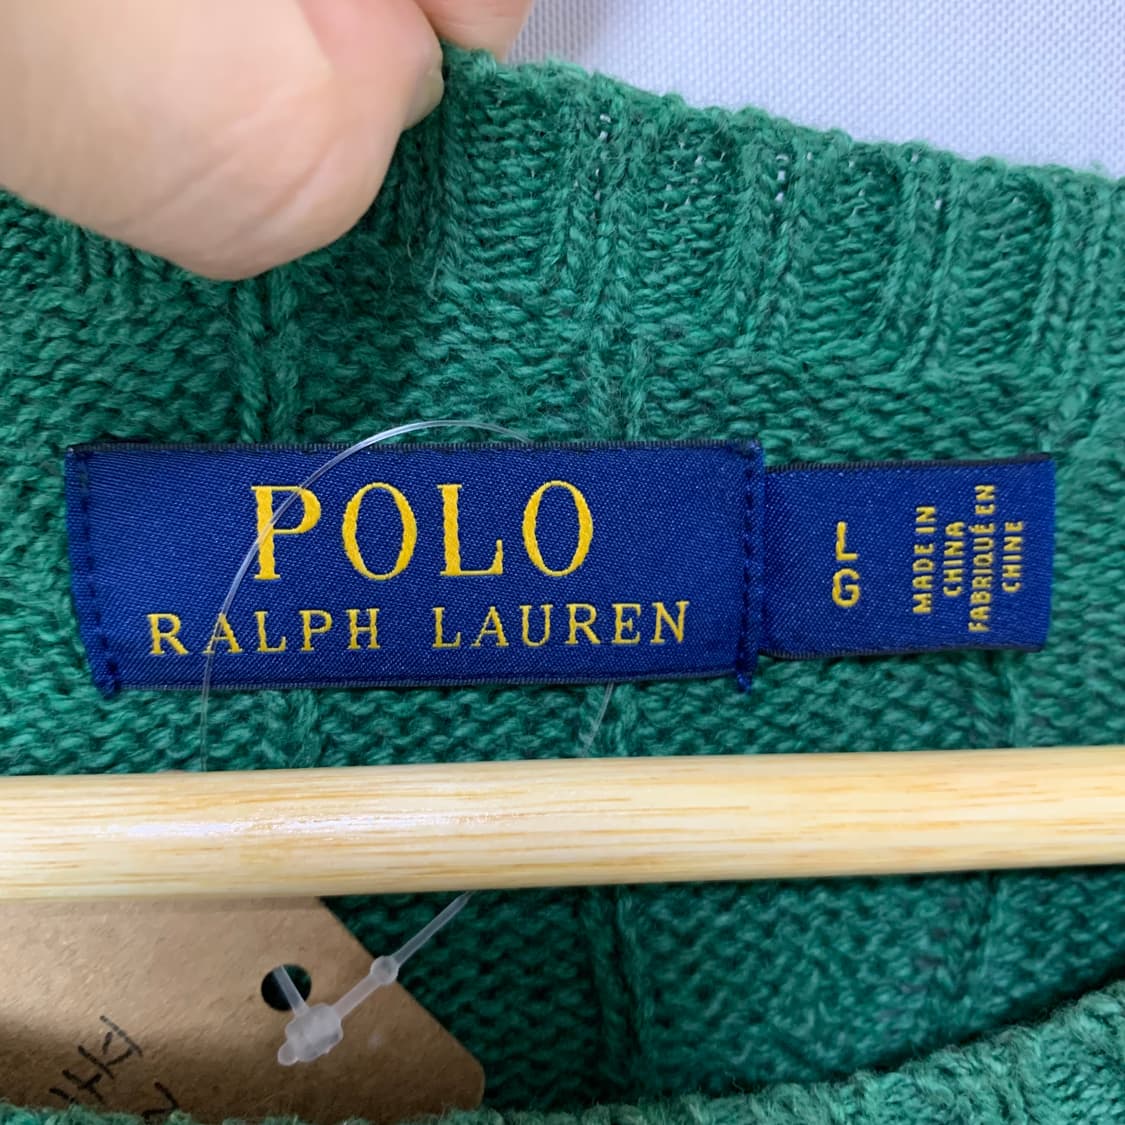 POLO
RALPH LAUREN
L
G
MADE IN
CHINA
FABRIQUÉ EN
CHINE